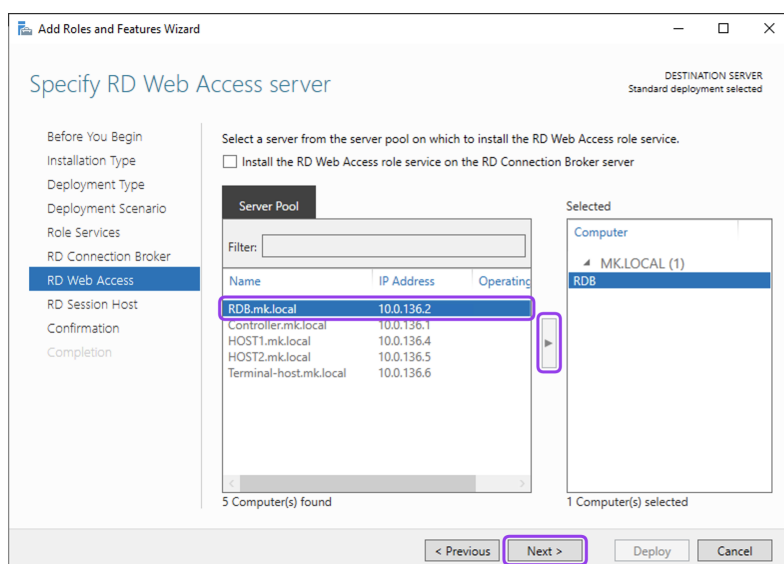 Add Roles and Features Wizard
Specify RD Web Access server
DESTINATION SERVER
Standard deployment selected
Before You Begin
Installation Type
Deployment Type
Deployment Scenario
Role Services
RD Connection Broker
RD Web Access
RD Session Host
Confirmation
Completion
Select a server from the server pool on which to install the RD Web Access role service.
Install the RD Web Access role service on the RD Connection Broker server
Server Pool
Filter:
Name IP Address Operating
RDB.mk.local 10.0.136.2
Controller.mk.local 10.0.136.1
HOST1.mk.local 10.0.136.4
HOST2.mk.local 10.0.136.5
Terminal-host.mk.local 10.0.136.6
5 Computer(s) found
Selected
Computer
MK.LOCAL (1)
RDB
1 Computer(s) selected
< Previous Next > Deploy Cancel